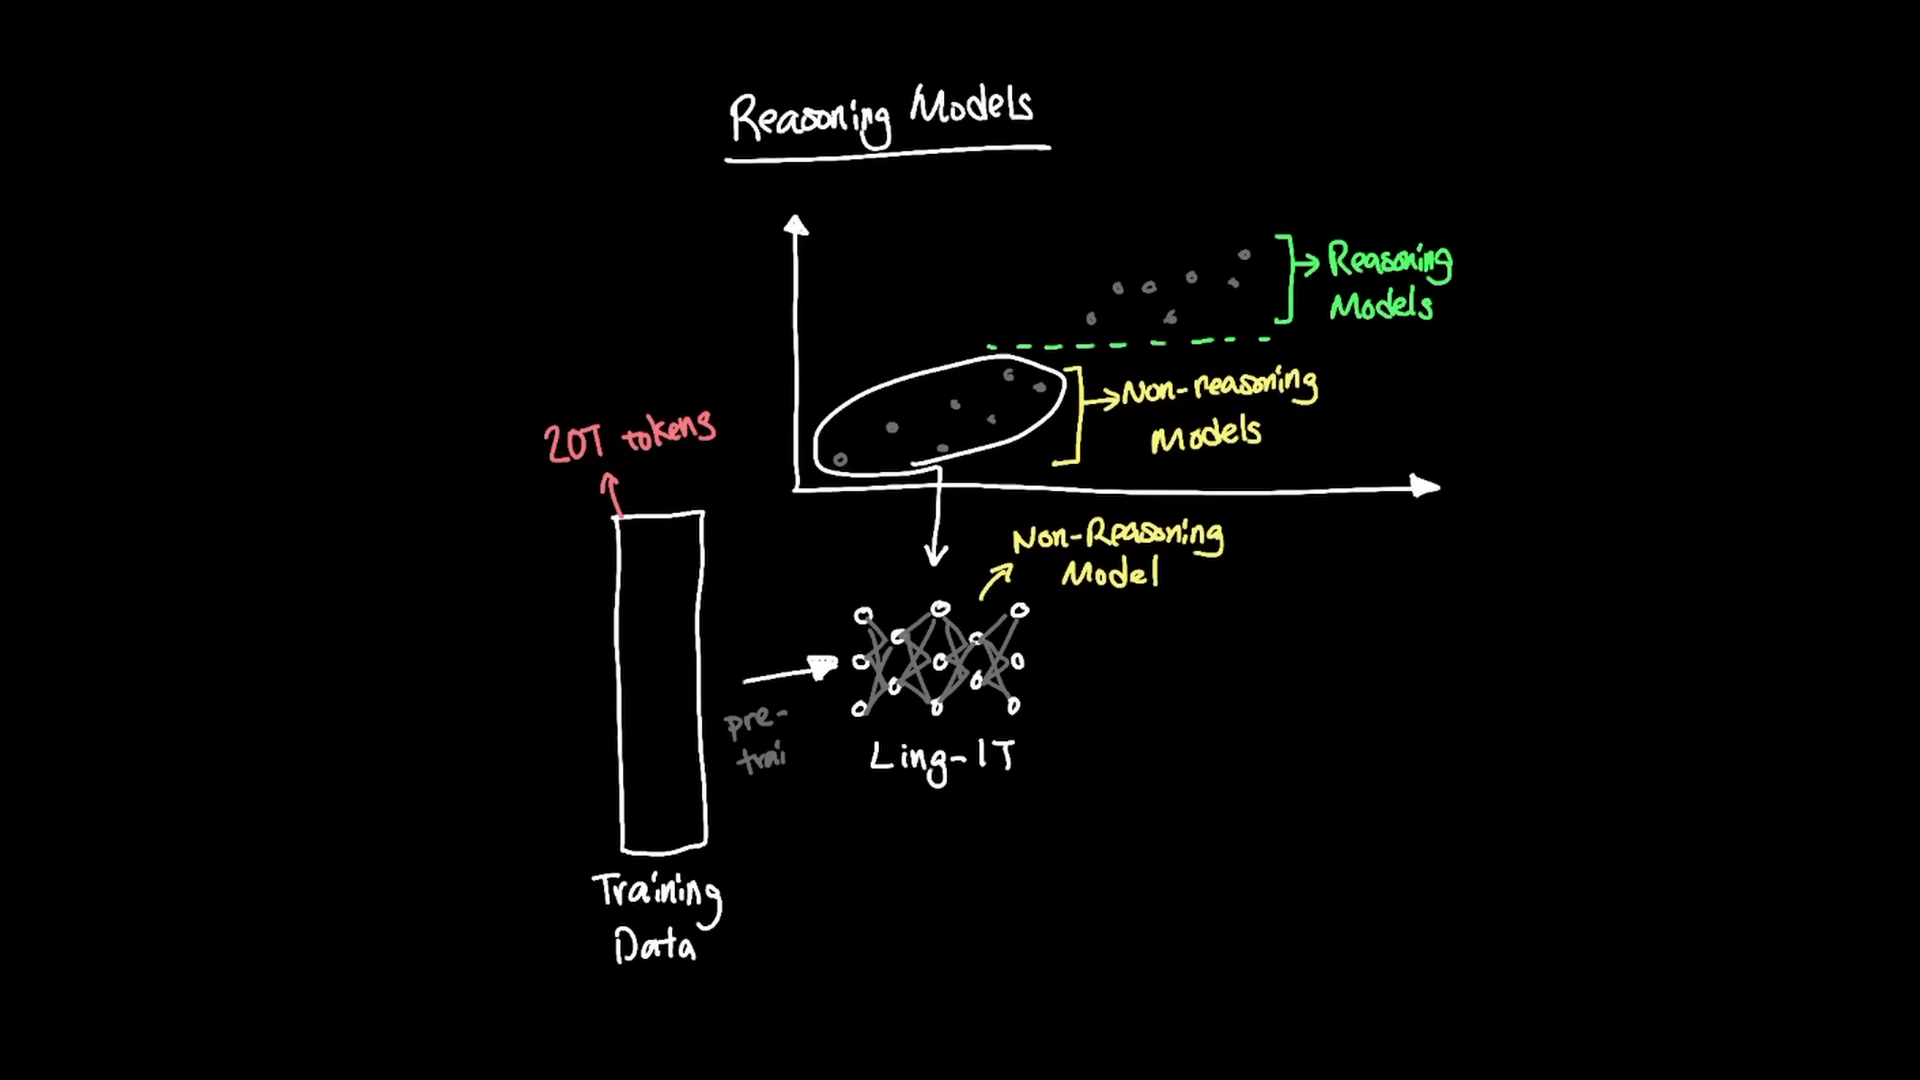 Reasoning Models
Reasoning
Models
Non-reasoning
Models
20T tokens
Non-Reasoning
Model
pre-
trai
Ling-1T
Training
Data